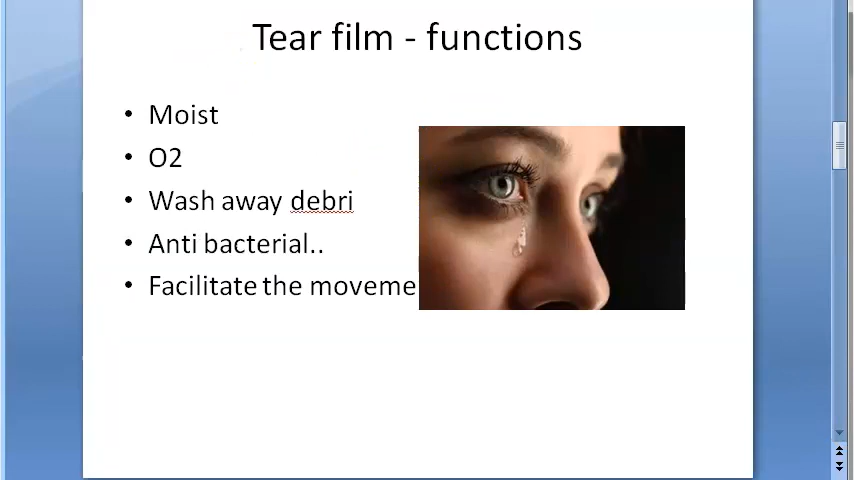 Tear film - functions
• Moist
• O2
• Wash away debri
• Anti bacterial..
• Facilitate the moveme